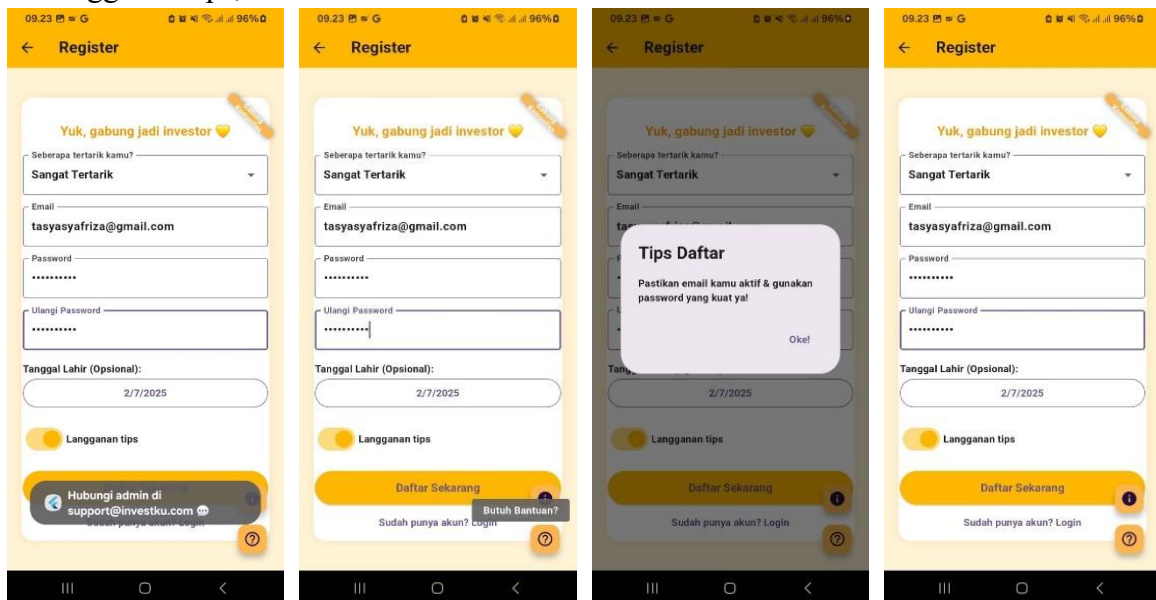 09.23 G 96%
Register
Yuk, gabung jadi investor 💛
Seberapa tertarik kamu?
Sangat Tertarik
Email
tasyasyafriza@gmail.com
Password
••••••••••
Ulangi Password
••••••••••
Tanggal Lahir (Opsional):
2/7/2025
Langganan tips
Hubungi admin di
support@investku.com 💬
09.23 G 96%
Register
Yuk, gabung jadi investor 💛
Seberapa tertarik kamu?
Sangat Tertarik
Email
tasyasyafriza@gmail.com
Password
••••••••••
Ulangi Password
••••••••••
Tanggal Lahir (Opsional):
2/7/2025
Langganan tips
Daftar Sekarang
Butuh Bantuan?
Sudah punya akun? Login
09.23 G 96%
Register
Yuk, gabung jadi investor 💛
Seberapa tertarik kamu?
Sangat Tertarik
Email
Tips Daftar
Pastikan email kamu aktif & gunakan
password yang kuat ya!
Oke!
2/7/2025
Langganan tips
Daftar Sekarang
Sudah punya akun? Login
09.23 G 96%
Register
Yuk, gabung jadi investor 💛
Seberapa tertarik kamu?
Sangat Tertarik
Email
tasyasyafriza@gmail.com
Password
••••••••••
Ulangi Password
••••••••••
Tanggal Lahir (Opsional):
2/7/2025
Langganan tips
Daftar Sekarang
Sudah punya akun? Login